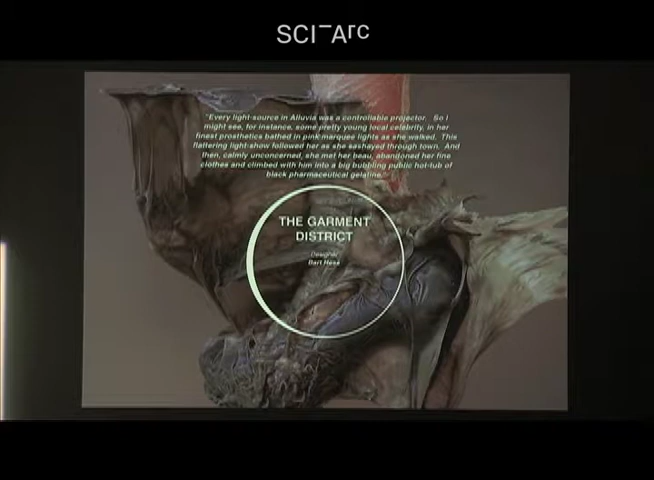 SCI-Arc
"Every light-source in Alluvia was a controllable projector. So I
might see, for instance, some pretty young local celebrity, in her
finest prosthetics bathed in pink marquee lights as she walked. This
flattering light-show followed her as she sashayed through town. And
then, calmly unconcerned, she met her beau, abandoned her fine
clothes and climbed with him into a big bubbling public hot-tub of
black pharmaceutical gelatine."
THE GARMENT
DISTRICT
Designer
Bart Hess